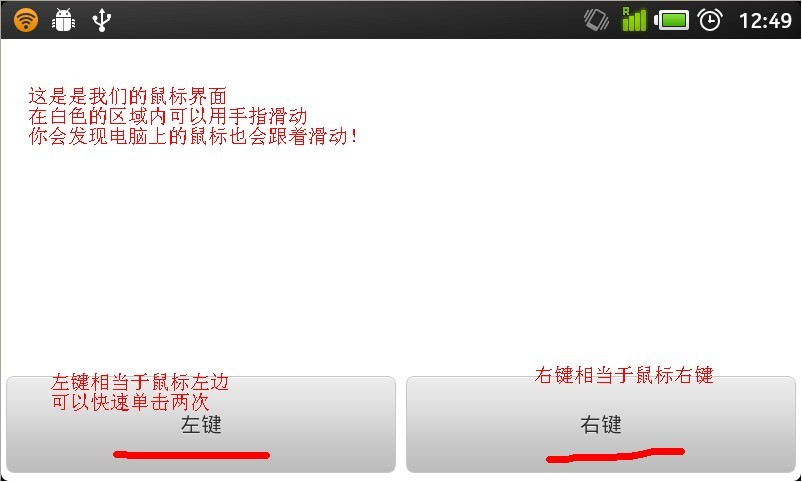 R
12:49
这是是我们的鼠标界面
在白色的区域内可以用手指滑动
你会发现电脑上的鼠标也会跟着滑动！
左键相当于鼠标左边
可以快速单击两次
左键
右键相当于鼠标右键
右键